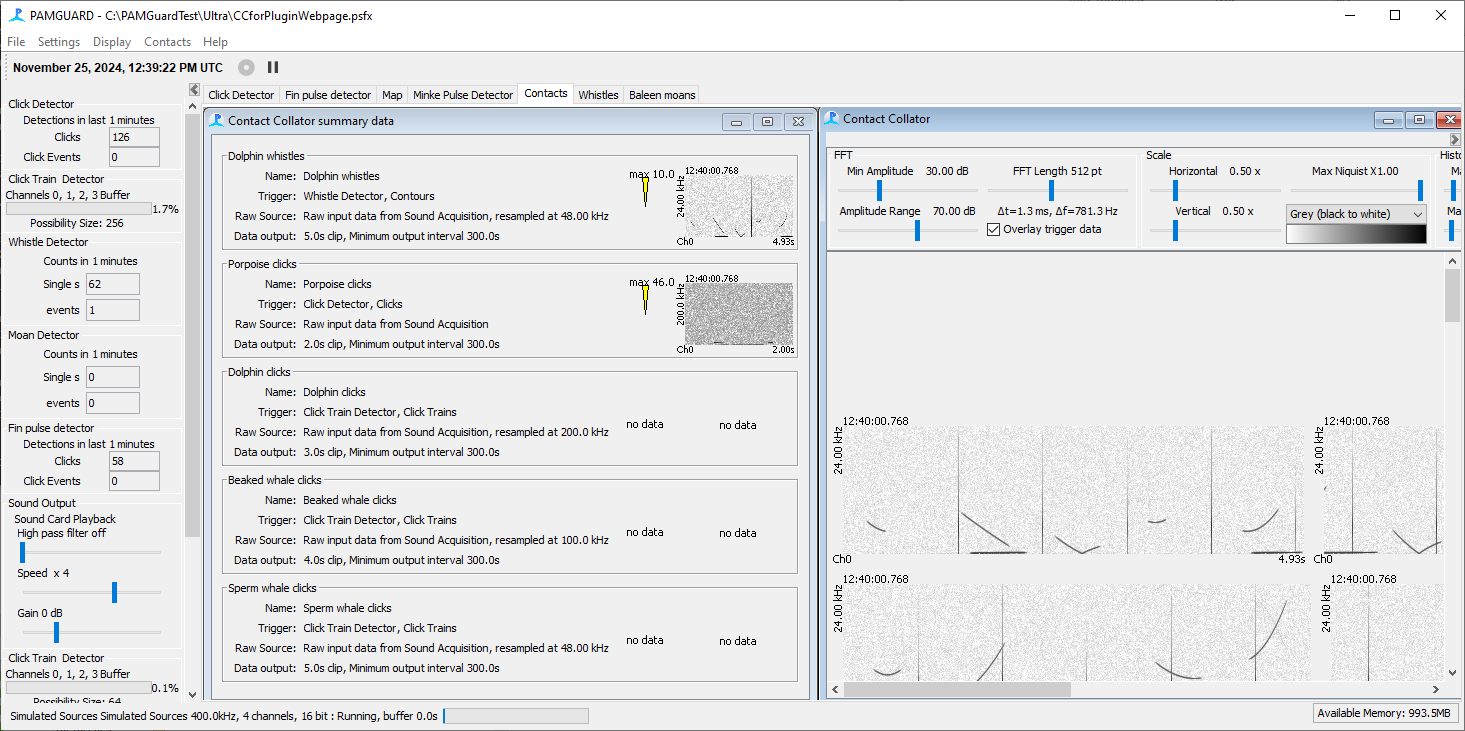 PAMGUARD - C:\PAMGuardTest\Ultra\CCforPluginWebpage.psfx
File Settings Display Contacts Help
November 25, 2024, 12:39:22 PM UTC
Click Detector
Detections in last 1 minutes
Clicks 126
Click Events 0
Click Train Detector
Channels 0, 1, 2, 3 Buffer
1.7%
Possibility Size: 256
Whistle Detector
Counts in 1 minutes
Single s 62
events 1
Moan Detector
Counts in 1 minutes
Single s 0
events 0
Fin pulse detector
Detections in last 1 minutes
Clicks 58
Click Events 0
Sound Output
Sound Card Playback
High pass filter off
Speed x 4
Gain 0 dB
Click Train Detector
Channels 0, 1, 2, 3 Buffer
0.1%
Possibility Size: 64
Click Detector Fin pulse detector Map Minke Pulse Detector Contacts Whistles Baleen moans
Contact Collator summary data
Dolphin whistles
Name: Dolphin whistles
Trigger: Whistle Detector, Contours
Raw Source: Raw input data from Sound Acquisition, resampled at 48.00 kHz
Data output: 5.0s clip, Minimum output interval 300.0s
max 10.0
12:40:00.768
24.00 kHz
Ch0 4.93s
Porpoise clicks
Name: Porpoise clicks
Trigger: Click Detector, Clicks
Raw Source: Raw input data from Sound Acquisition
Data output: 2.0s clip, Minimum output interval 300.0s
max 46.0
12:40:00.768
200.0 kHz
Ch0 2.00s
Dolphin clicks
Name: Dolphin clicks
Trigger: Click Train Detector, Click Trains
Raw Source: Raw input data from Sound Acquisition, resampled at 200.0 kHz
Data output: 3.0s clip, Minimum output interval 300.0s
no data no data
Beaked whale clicks
Name: Beaked whale clicks
Trigger: Click Train Detector, Click Trains
Raw Source: Raw input data from Sound Acquisition, resampled at 100.0 kHz
Data output: 4.0s clip, Minimum output interval 300.0s
no data no data
Sperm whale clicks
Name: Sperm whale clicks
Trigger: Click Train Detector, Click Trains
Raw Source: Raw input data from Sound Acquisition, resampled at 48.00 kHz
Data output: 5.0s clip, Minimum output interval 300.0s
no data no data
Contact Collator
FFT
Min Amplitude 30.00 dB FFT Length 512 pt
Amplitude Range 70.00 dB Δt=1.3 ms, Δf=781.3 Hz
Overlay trigger data
Scale
Horizontal 0.50 x Max Niquist X1.00
Vertical 0.50 x Grey (black to white)
Histo
Ma
Ma
12:40:00.768 12:40:00.768
24.00 kHz 24.00 kHz
Ch0 4.93s Ch0
12:40:00.768 12:40:00.768
24.00 kHz 24.00 kHz
Simulated Sources Simulated Sources 400.0kHz, 4 channels, 16 bit : Running, buffer 0.0s
Available Memory: 993.5MB